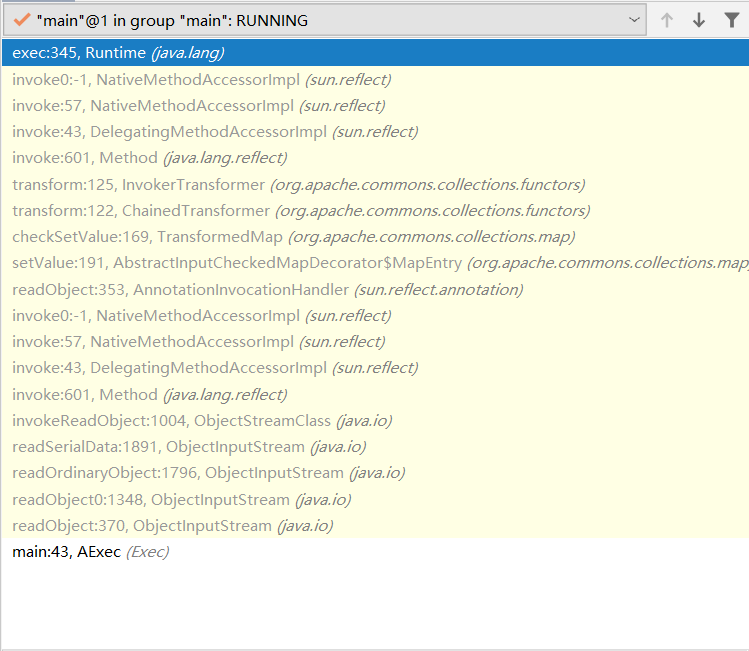 "main"@1 in group "main": RUNNING
exec:345, Runtime (java.lang)
invoke0:-1, NativeMethodAccessorImpl (sun.reflect)
invoke:57, NativeMethodAccessorImpl (sun.reflect)
invoke:43, DelegatingMethodAccessorImpl (sun.reflect)
invoke:601, Method (java.lang.reflect)
transform:125, InvokerTransformer (org.apache.commons.collections.functors)
transform:122, ChainedTransformer (org.apache.commons.collections.functors)
checkSetValue:169, TransformedMap (org.apache.commons.collections.map)
setValue:191, AbstractInputCheckedMapDecorator$MapEntry (org.apache.commons.collections.map)
readObject:353, AnnotationInvocationHandler (sun.reflect.annotation)
invoke0:-1, NativeMethodAccessorImpl (sun.reflect)
invoke:57, NativeMethodAccessorImpl (sun.reflect)
invoke:43, DelegatingMethodAccessorImpl (sun.reflect)
invoke:601, Method (java.lang.reflect)
invokeReadObject:1004, ObjectStreamClass (java.io)
readSerialData:1891, ObjectInputStream (java.io)
readOrdinaryObject:1796, ObjectInputStream (java.io)
readObject0:1348, ObjectInputStream (java.io)
readObject:370, ObjectInputStream (java.io)
main:43, AExec (Exec)